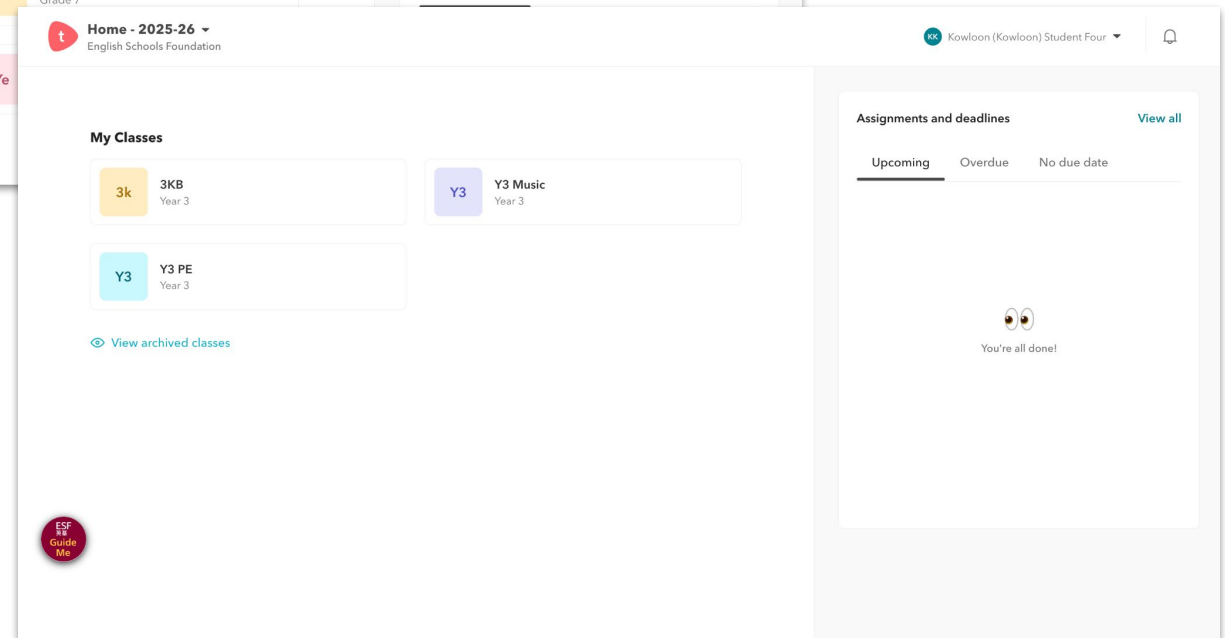 Grade 7
t
Home - 2025-26
English Schools Foundation
KK
Kowloon (Kowloon) Student Four
My Classes
3k
3KB
Year 3
Y3
Y3 Music
Year 3
Y3
Y3 PE
Year 3
View archived classes
Assignments and deadlines
View all
Upcoming
Overdue
No due date
You're all done!
ESF
英基
Guide
Me